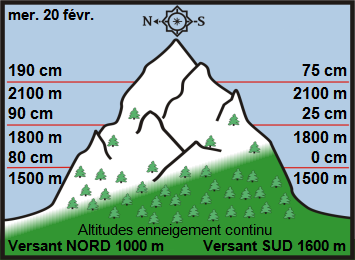 mer. 20 févr.
N S
190 cm 75 cm
2100 m 2100 m
90 cm 25 cm
1800 m 1800 m
80 cm 0 cm
1500 m 1500 m
Altitudes enneigement continu
Versant NORD 1000 m Versant SUD 1600 m